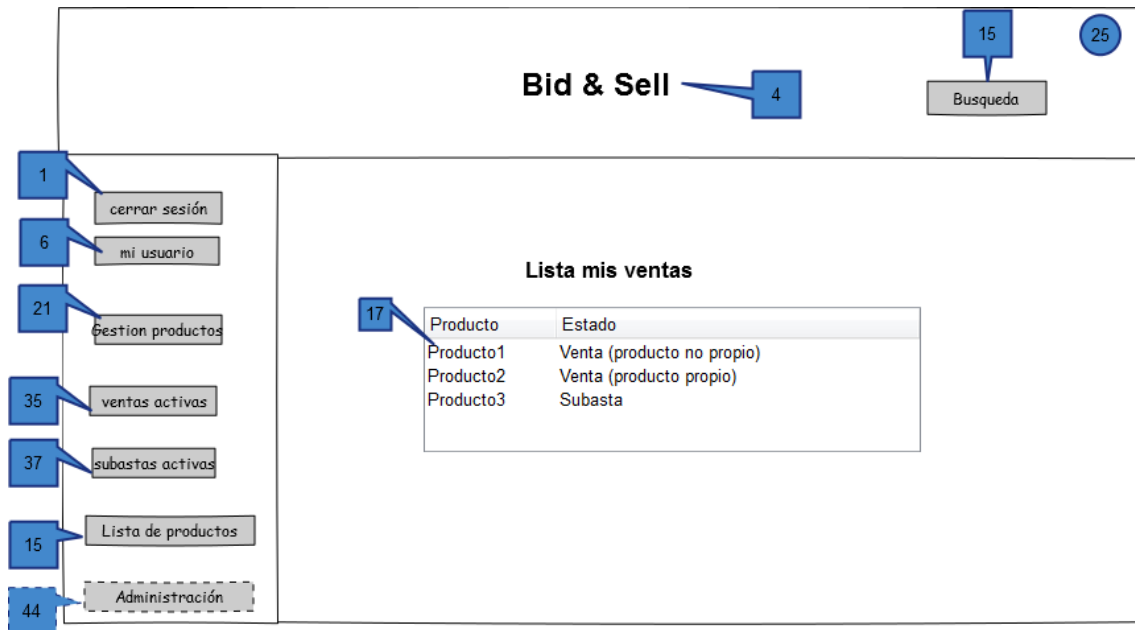 15
25
Bid & Sell
4
Busqueda
1
cerrar sesión
6
mi usuario
21
Gestion productos
35
ventas activas
37
subastas activas
15
Lista de productos
44
Administración
Lista mis ventas
17
Producto Estado
Producto1 Venta (producto no propio)
Producto2 Venta (producto propio)
Producto3 Subasta